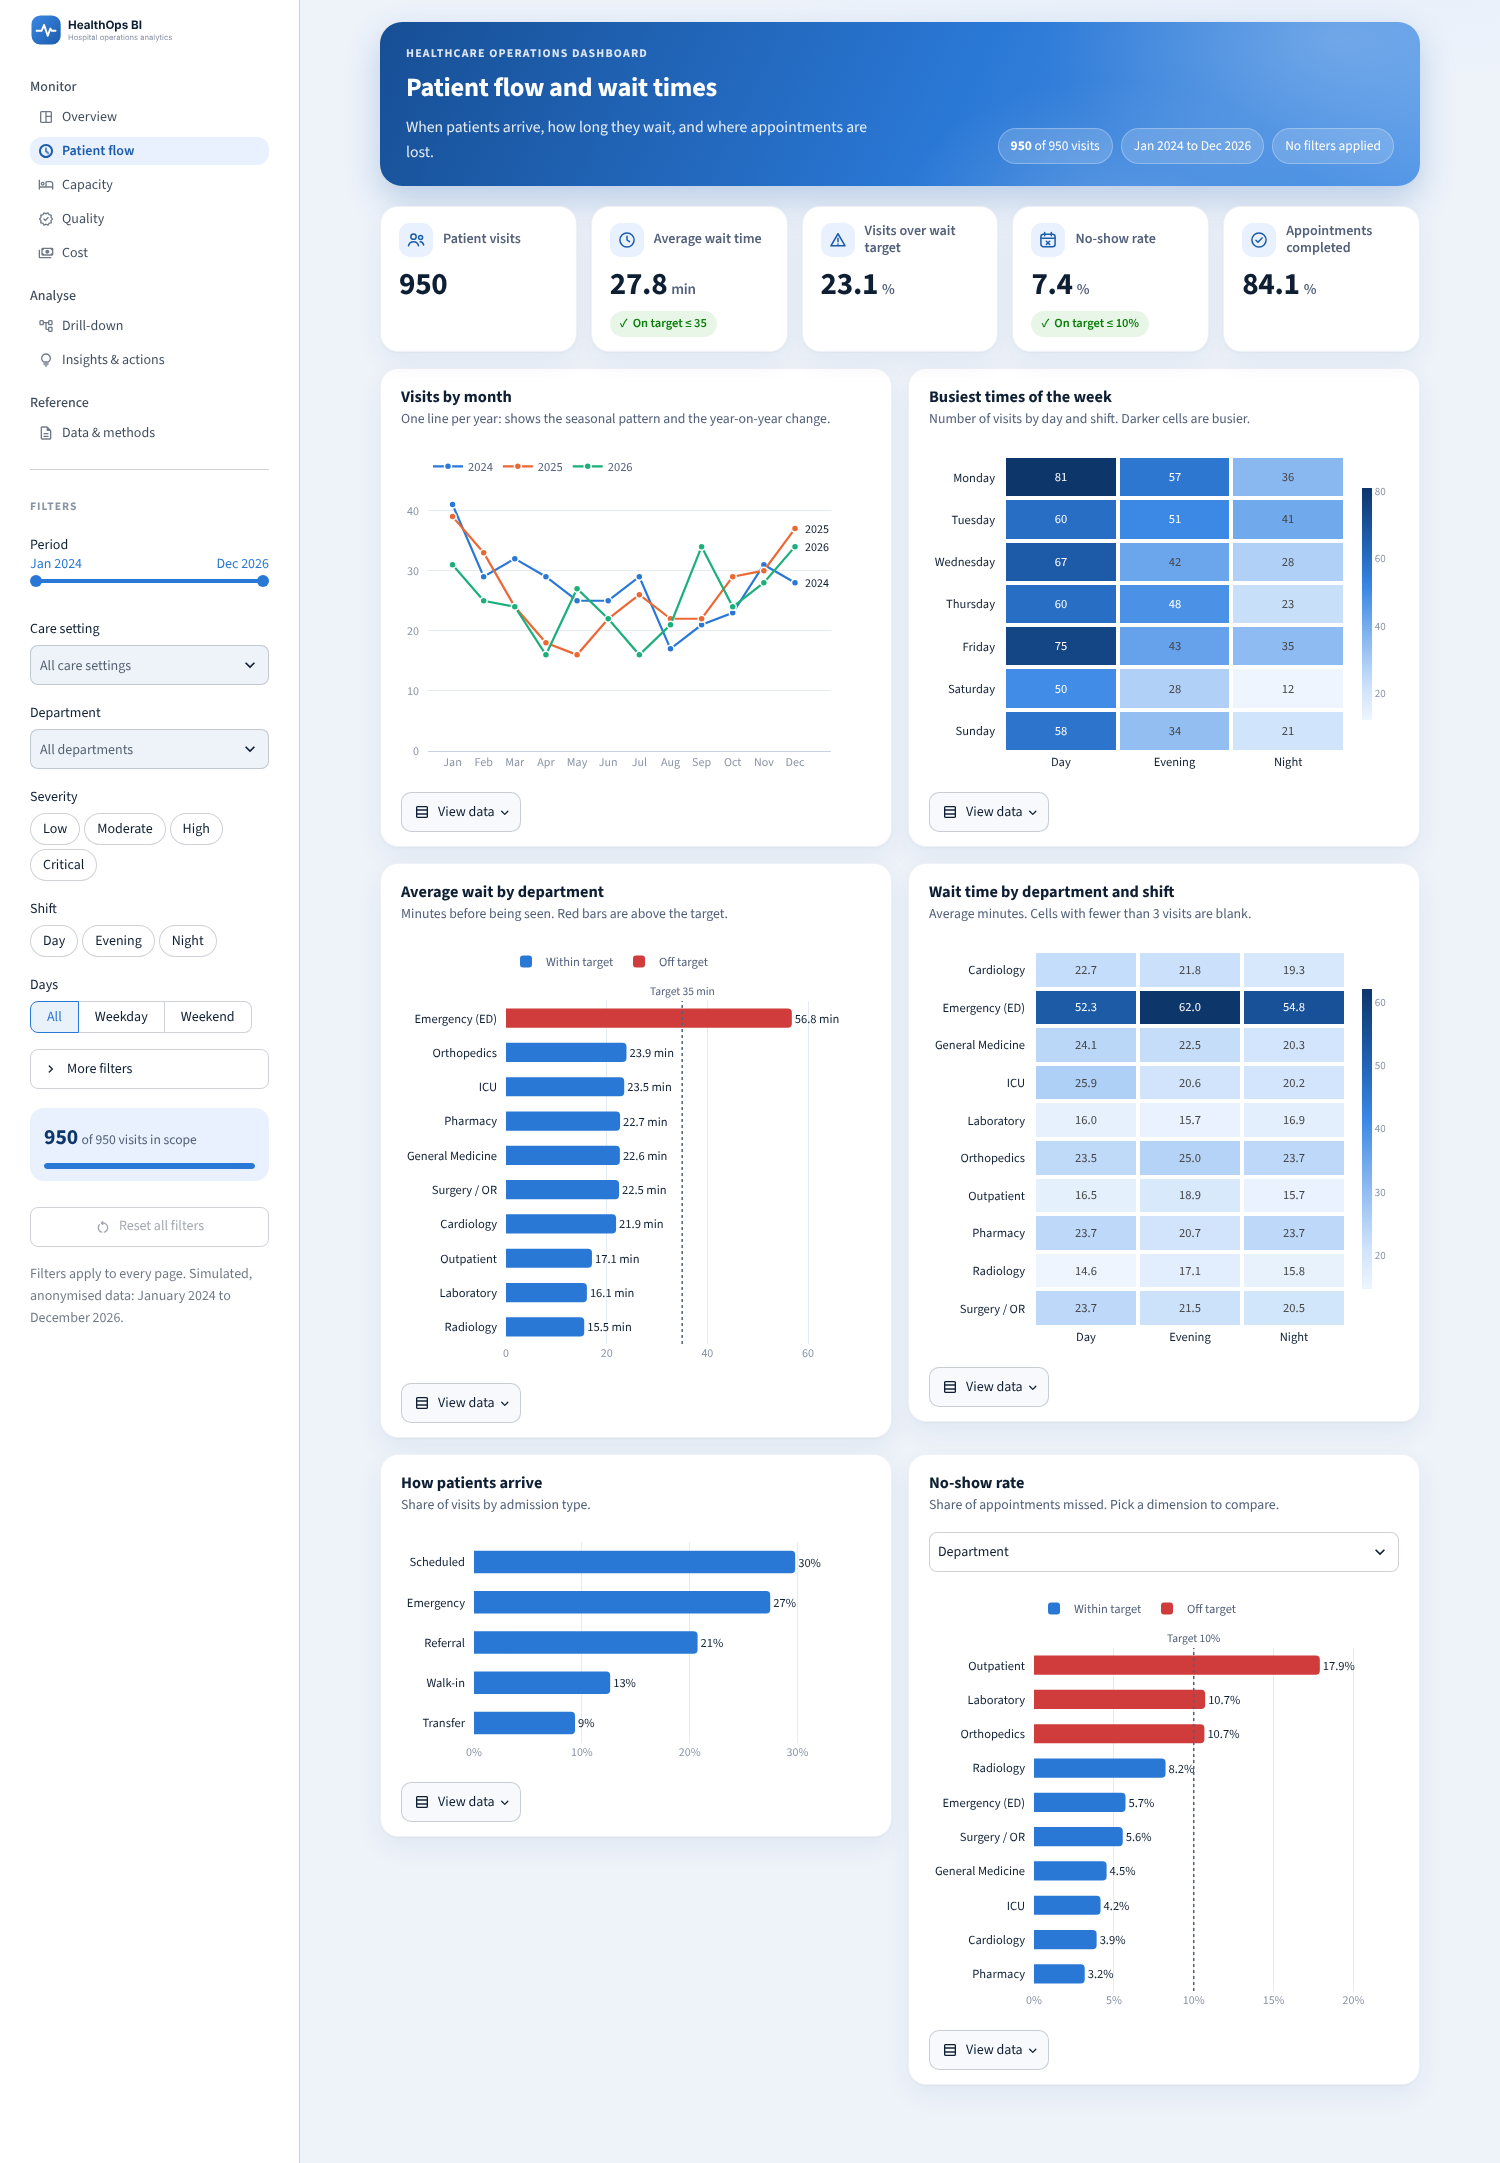 HealthOps BI
Hospital operations analytics
Monitor
Overview
Patient flow
Capacity
Quality
Cost
Analyse
Drill-down
Insights & actions
Reference
Data & methods
FILTERS
Period
Jan 2024 Dec 2026
Care setting
All care settings
Department
All departments
Severity
Low Moderate High
Critical
Shift
Day Evening Night
Days
All Weekday Weekend
More filters
950 of 950 visits in scope
Reset all filters
Filters apply to every page. Simulated,
anonymised data: January 2024 to
December 2026.
HEALTHCARE OPERATIONS DASHBOARD
Patient flow and wait times
When patients arrive, how long they wait, and where appointments are
lost.
950 of 950 visits Jan 2024 to Dec 2026 No filters applied
Patient visits
950
Average wait time
27.8 min
✓ On target ≤ 35
Visits over wait
target
23.1 %
No-show rate
7.4 %
✓ On target ≤ 10%
Appointments
completed
84.1 %
Visits by month
One line per year: shows the seasonal pattern and the year-on-year change.
2024 2025 2026
40
30
20
10
0
2025
2026
2024
Jan Feb Mar Apr May Jun Jul Aug Sep Oct Nov Dec
View data
Busiest times of the week
Number of visits by day and shift. Darker cells are busier.
Monday 81 57 36
Tuesday 60 51 41
Wednesday 67 42 28
Thursday 60 48 23
Friday 75 43 35
Saturday 50 28 12
Sunday 58 34 21
Day Evening Night
80
60
40
20
View data
Average wait by department
Minutes before being seen. Red bars are above the target.
Within target Off target
Target 35 min
Emergency (ED) 56.8 min
Orthopedics 23.9 min
ICU 23.5 min
Pharmacy 22.7 min
General Medicine 22.6 min
Surgery / OR 22.5 min
Cardiology 21.9 min
Outpatient 17.1 min
Laboratory 16.1 min
Radiology 15.5 min
0 20 40 60
View data
Wait time by department and shift
Average minutes. Cells with fewer than 3 visits are blank.
Cardiology 22.7 21.8 19.3
Emergency (ED) 52.3 62.0 54.8
General Medicine 24.1 22.5 20.3
ICU 25.9 20.6 20.2
Laboratory 16.0 15.7 16.9
Orthopedics 23.5 25.0 23.7
Outpatient 16.5 18.9 15.7
Pharmacy 23.7 20.7 23.7
Radiology 14.6 17.1 15.8
Surgery / OR 23.7 21.5 20.5
Day Evening Night
60
50
40
30
20
View data
How patients arrive
Share of visits by admission type.
Scheduled 30%
Emergency 27%
Referral 21%
Walk-in 13%
Transfer 9%
0% 10% 20% 30%
View data
No-show rate
Share of appointments missed. Pick a dimension to compare.
Department
Within target Off target
Target 10%
Outpatient 17.9%
Laboratory 10.7%
Orthopedics 10.7%
Radiology 8.2%
Emergency (ED) 5.7%
Surgery / OR 5.6%
General Medicine 4.5%
ICU 4.2%
Cardiology 3.9%
Pharmacy 3.2%
0% 5% 10% 15% 20%
View data